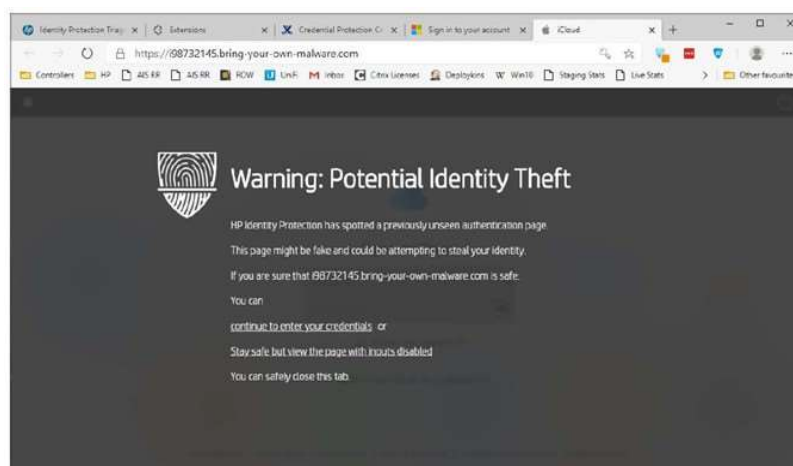 Identity Protection Triag
Extensions
Credential Protection C
Sign in to your account
iCloud
https://i98732145.bring-your-own-malware.com
Controllers
HP
AIS RR
AIS RR
ROW
UniFi
Inbox
Citrix Licenses
Deploykins
Win10
Staging Stats
Live Stats
Other favourite
Warning: Potential Identity Theft
HP Identity Protection has spotted a previously unseen authentication page.
This page might be fake and could be attempting to steal your identity.
If you are sure that i98732145.bring-your-own-malware.com is safe.
You can
continue to enter your credentials or
Stay safe but view the page with inputs disabled
You can safely close this tab.